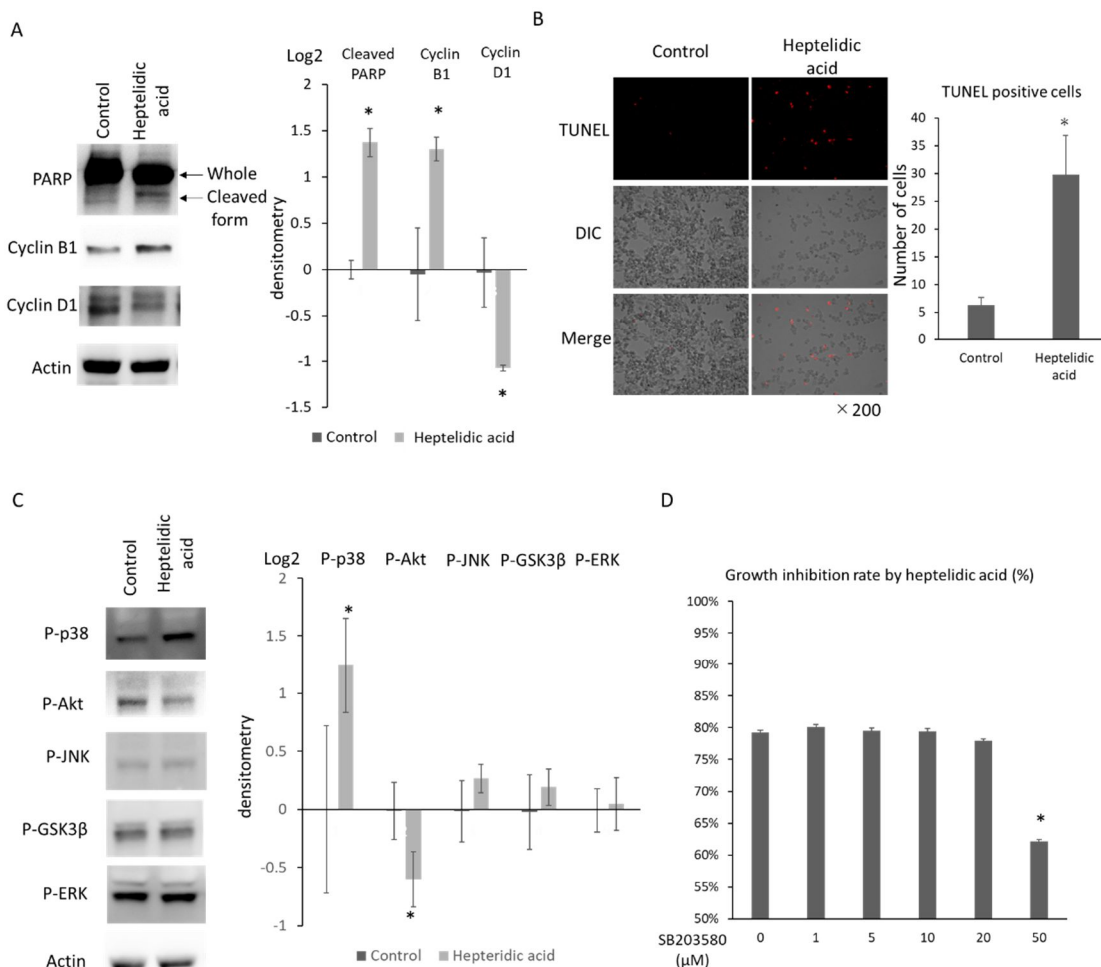 A
Control
Heptelidic
acid
PARP
Whole
Cleaved
form
Cyclin B1
Cyclin D1
Actin
Log2
Cleaved
PARP
Cyclin
B1
Cyclin
D1
2
1.5
1
0.5
0
-0.5
-1
-1.5
densitometry
*
*
*
Control
Heptelidic acid
B
Control
Heptelidic
acid
TUNEL
DIC
Merge
× 200
TUNEL positive cells
Number of cells
40
35
30
25
20
15
10
5
0
*
Control
Heptelidic
acid
C
Control
Heptelidic
acid
P-p38
P-Akt
P-JNK
P-GSK3β
P-ERK
Actin
Log2
P-p38 P-Akt P-JNK P-GSK3β P-ERK
2
1.5
1
0.5
0
-0.5
-1
densitometry
*
*
Control
Hepteridic acid
D
Growth inhibition rate by heptelidic acid (%)
100%
95%
90%
85%
80%
75%
70%
65%
60%
55%
50%
*
SB203580 0 1 5 10 20 50
(μM)